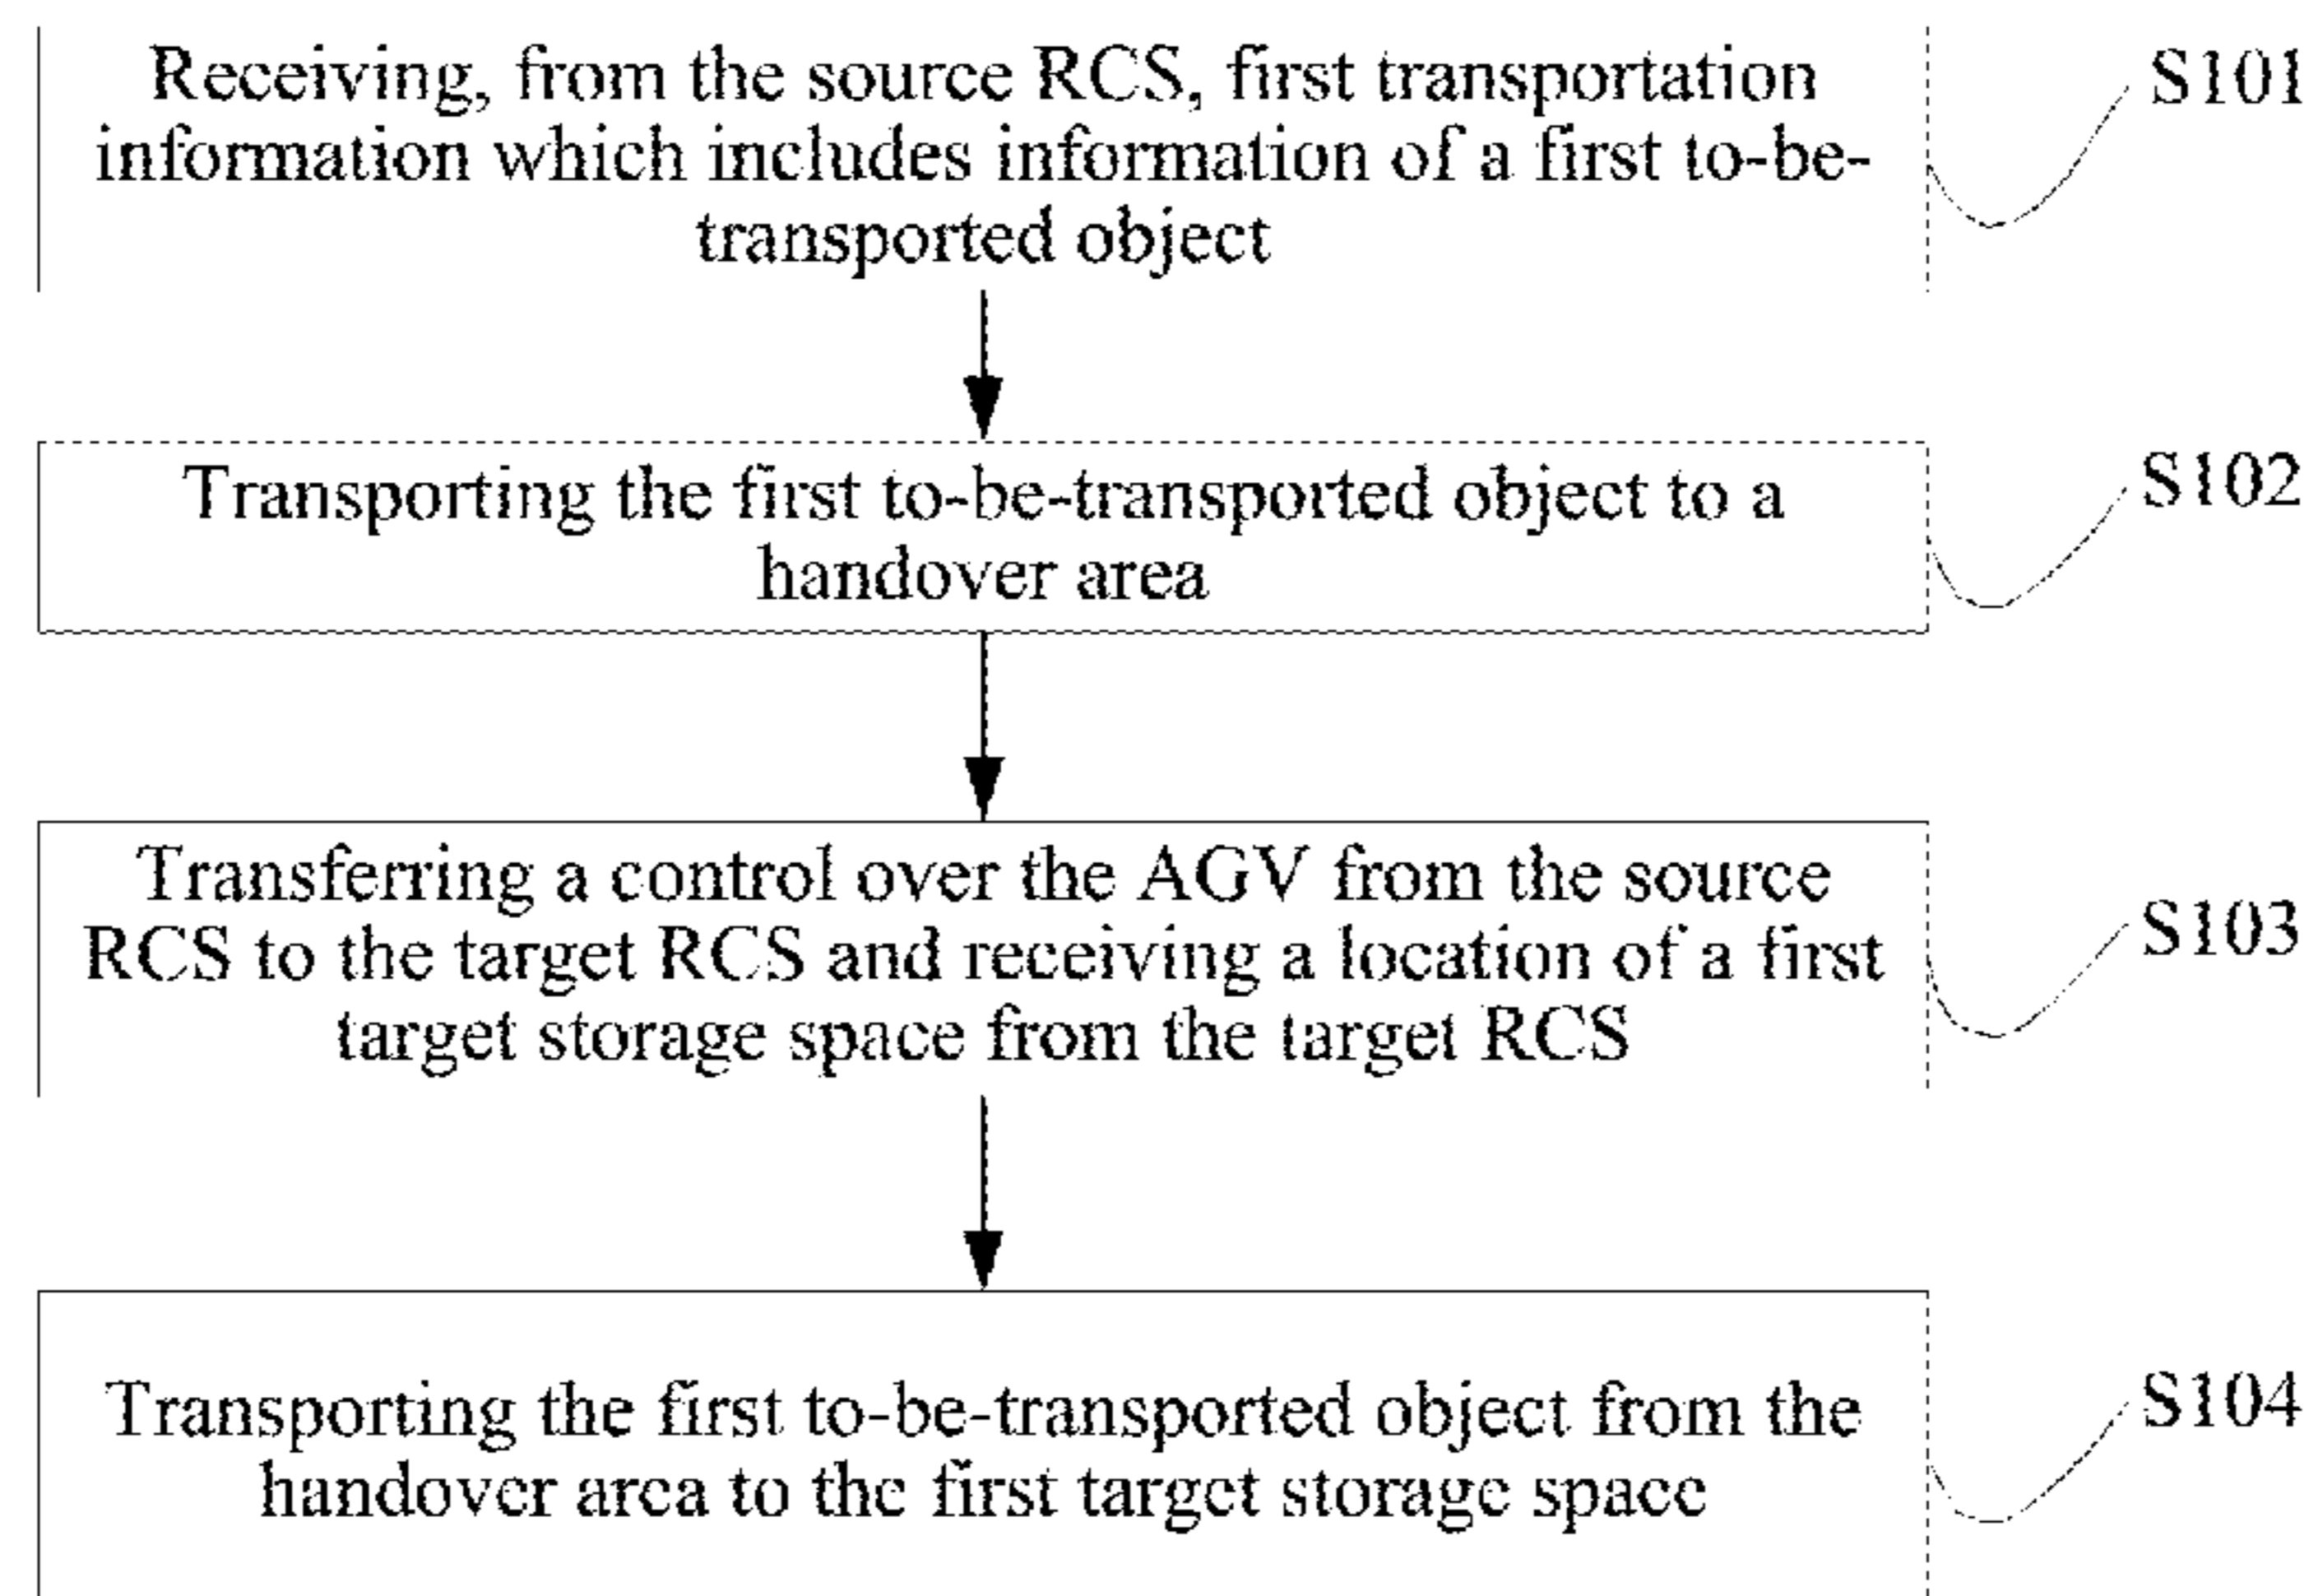 Receiving, from the source RCS, first transportation
information which includes information of a first to-be-
transported object
S101
Transporting the first to-be-transported object to a
handover area
S102
Transferring a control over the AGV from the source
RCS to the target RCS and receiving a location of a first
target storage space from the target RCS
S103
Transporting the first to-be-transported object from the
handover area to the first target storage space
S104